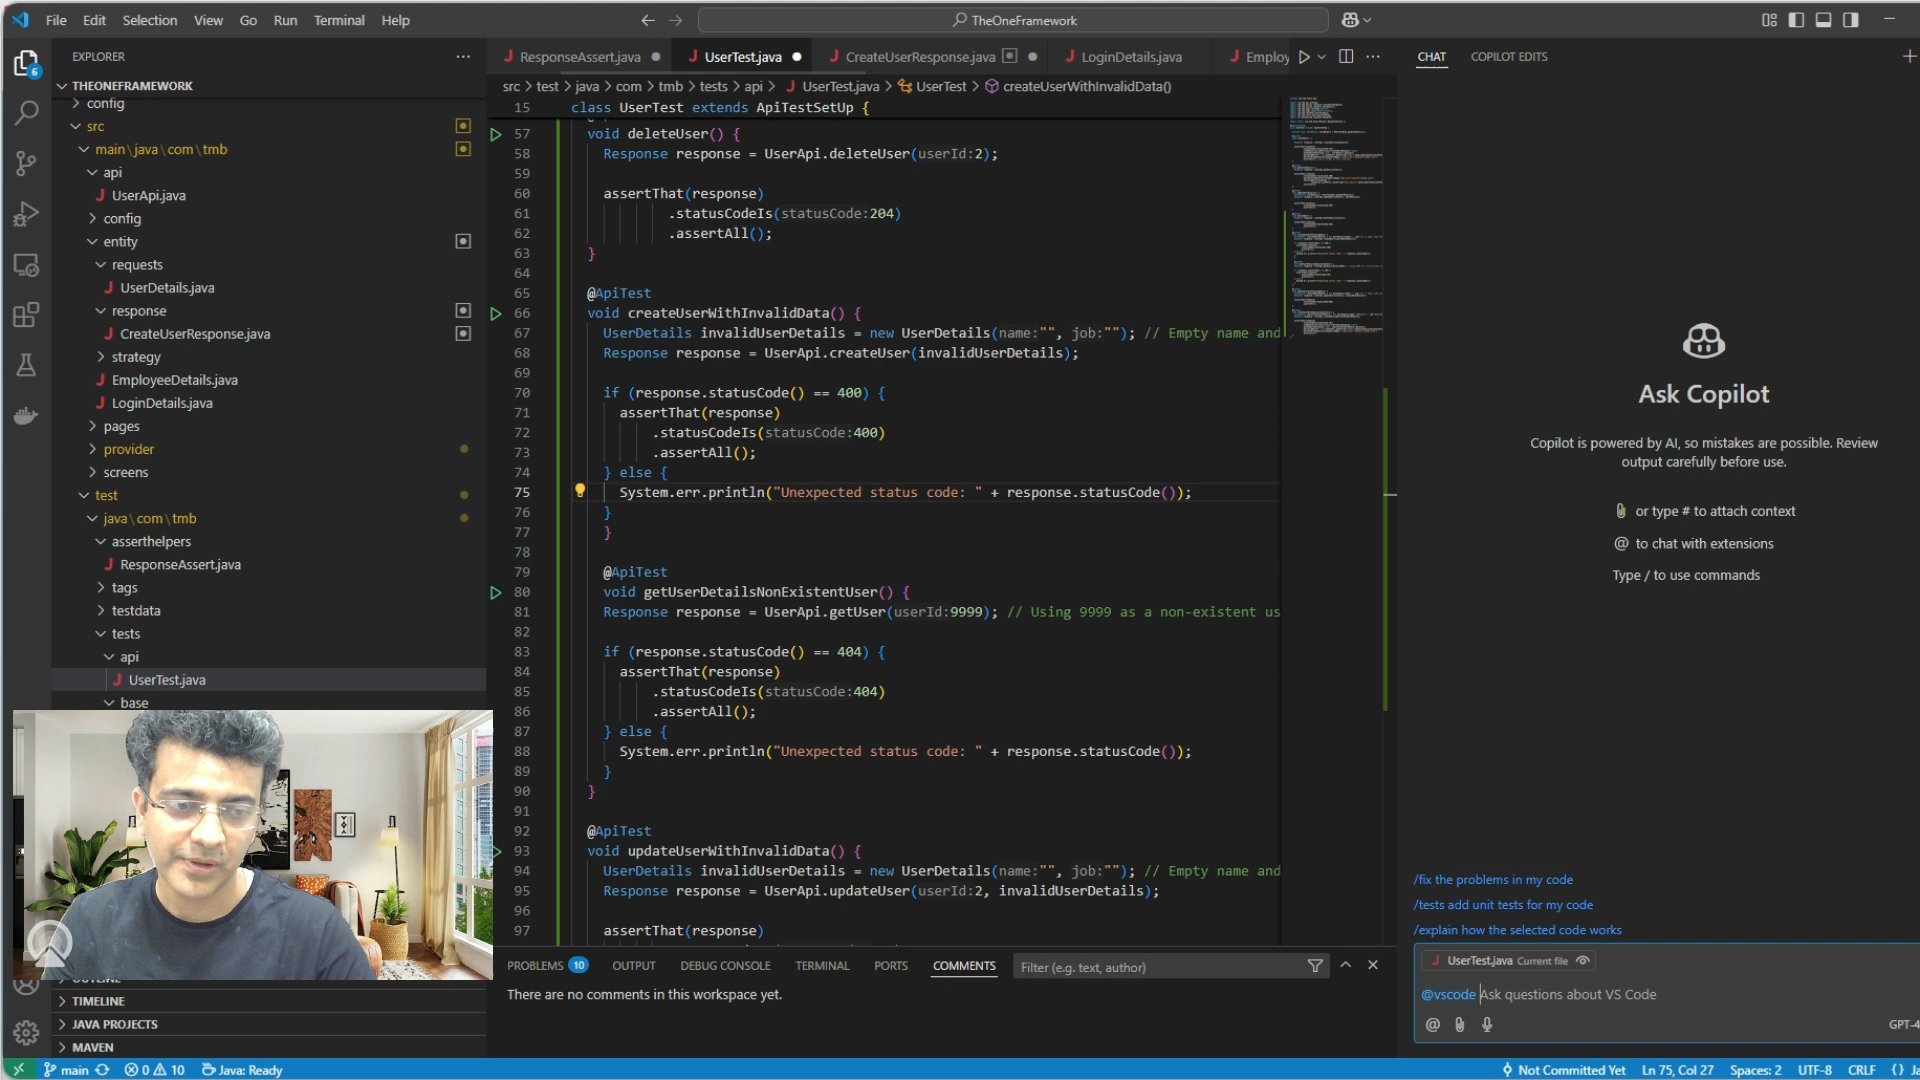 File Edit Selection View Go Run Terminal Help
TheOneFramework
EXPLORER
THEONEFRAMEWORK
config
src
main\java\com\tmb
api
UserApi.java
config
entity
requests
UserDetails.java
response
CreateUserResponse.java
strategy
EmployeeDetails.java
LoginDetails.java
pages
provider
screens
test
java\com\tmb
asserthelpers
ResponseAssert.java
tags
testdata
tests
api
UserTest.java
base
TIMELINE
JAVA PROJECTS
MAVEN
6
ResponseAssert.java UserTest.java CreateUserResponse.java LoginDetails.java Employ
src > test > java > com > tmb > tests > api > UserTest.java > UserTest > createUserWithInvalidData()
15 class UserTest extends ApiTestSetUp {
57 void deleteUser() {
58 Response response = UserApi.deleteUser(userId:2);
59
60 assertThat(response)
61 .statusCodeIs(statusCode:204)
62 .assertAll();
63 }
64
65 @ApiTest
66 void createUserWithInvalidData() {
67 UserDetails invalidUserDetails = new UserDetails(name:"", job:""); // Empty name and
68 Response response = UserApi.createUser(invalidUserDetails);
69
70 if (response.statusCode() == 400) {
71 assertThat(response)
72 .statusCodeIs(statusCode:400)
73 .assertAll();
74 } else {
75 System.err.println("Unexpected status code: " + response.statusCode());
76 }
77 }
78
79 @ApiTest
80 void getUserDetailsNonExistentUser() {
81 Response response = UserApi.getUser(userId:9999); // Using 9999 as a non-existent us
82
83 if (response.statusCode() == 404) {
84 assertThat(response)
85 .statusCodeIs(statusCode:404)
86 .assertAll();
87 } else {
88 System.err.println("Unexpected status code: " + response.statusCode());
89 }
90 }
91
92 @ApiTest
93 void updateUserWithInvalidData() {
94 UserDetails invalidUserDetails = new UserDetails(name:"", job:""); // Empty name and
95 Response response = UserApi.updateUser(userId:2, invalidUserDetails);
96
97 assertThat(response)
PROBLEMS 10 OUTPUT DEBUG CONSOLE TERMINAL PORTS COMMENTS Filter (e.g. text, author)
There are no comments in this workspace yet.
CHAT COPILOT EDITS
Ask Copilot
Copilot is powered by AI, so mistakes are possible. Review
output carefully before use.
or type # to attach context
@ to chat with extensions
Type / to use commands
/fix the problems in my code
/tests add unit tests for my code
/explain how the selected code works
UserTest.java Current file
@vscode Ask questions about VS Code
@ GPT-4
main 0 10 Java: Ready Not Committed Yet Ln 75, Col 27 Spaces: 2 UTF-8 CRLF {} Ja